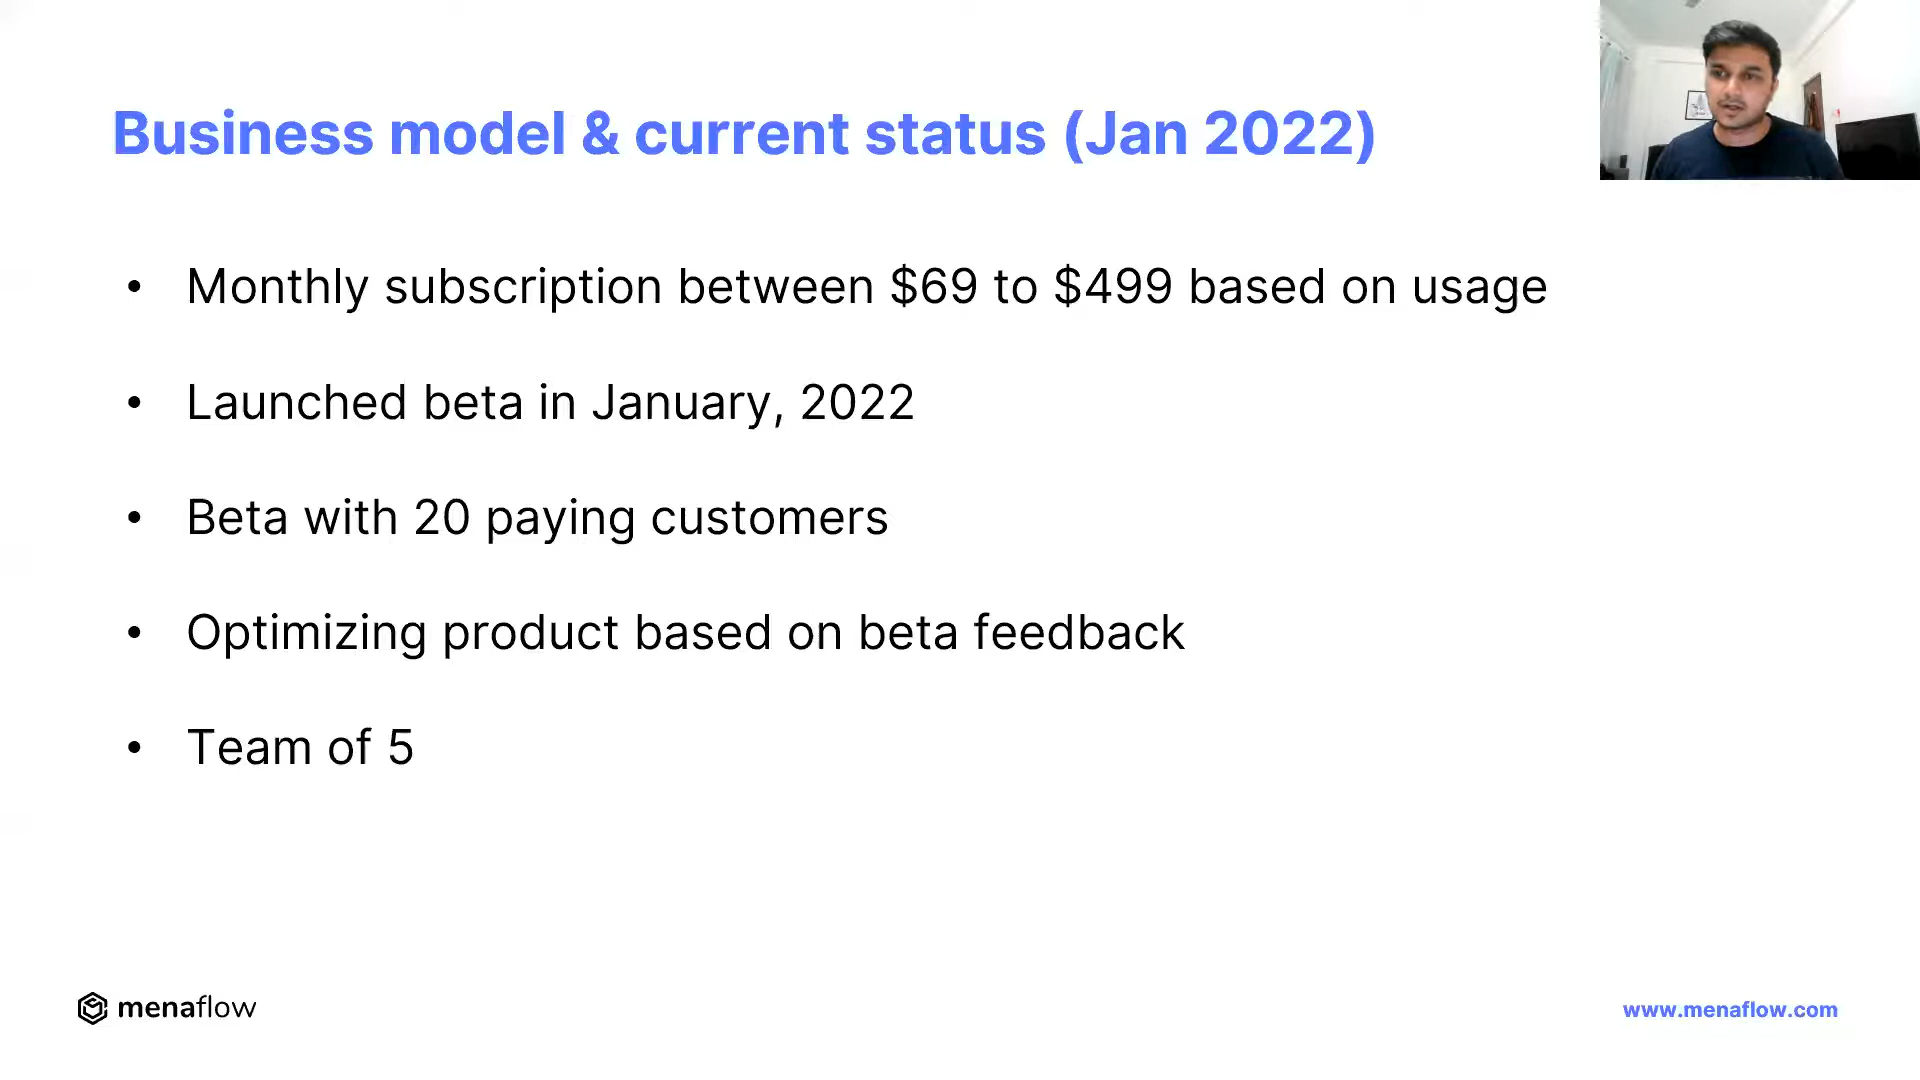 Business model & current status (Jan 2022)
• Monthly subscription between $69 to $499 based on usage
• Launched beta in January, 2022
• Beta with 20 paying customers
• Optimizing product based on beta feedback
• Team of 5
menaflow
www.menaflow.com